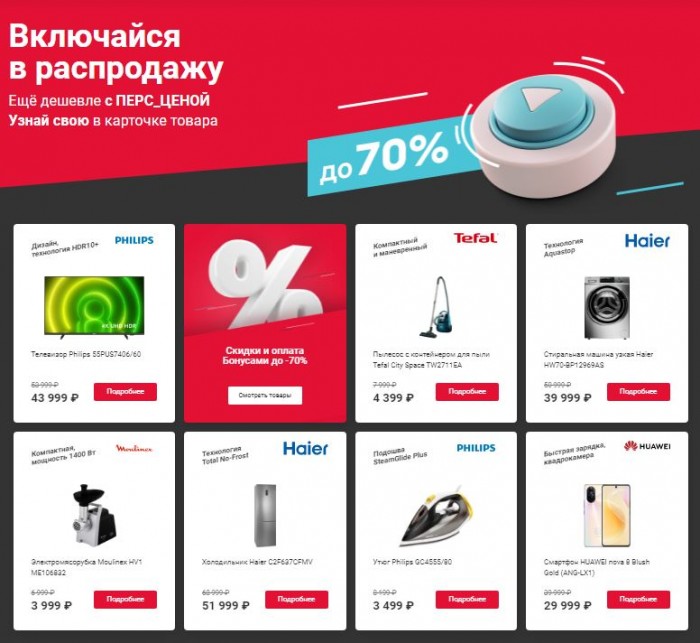 Включайся
в распродажу
Ещё дешевле с ПЕРС_ЦЕНОЙ
Узнай свою в карточке товара
до 70%
Дизайн,
технология HDR10+
PHILIPS
4K UHD HDR
Телевизор Philips 55PUS7406/60
53 999 ₽
43 999 ₽
Подробнее
%
Скидки и оплата
Бонусами до -70%
Смотреть товары
Компактный
и маневренный
Tefal
Пылесос с контейнером для пыли
Tefal City Space TW2711EA
7 999 ₽
4 399 ₽
Подробнее
Технология
Aquastop
Haier
Стиральная машина узкая Haier
HW70-BP12969AS
53 999 ₽
39 999 ₽
Подробнее
Компактная,
мощность 1400 Вт
Moulinex
Электромясорубка Moulinex HV1
ME106832
6 999 ₽
3 999 ₽
Подробнее
Технология
Total No-Frost
Haier
Холодильник Haier C2F637CFMV
63 999 ₽
51 999 ₽
Подробнее
Подошва
SteamGlide Plus
PHILIPS
Утюг Philips GC4555/80
8 199 ₽
3 499 ₽
Подробнее
Быстрая зарядка,
квадрокамера
HUAWEI
Смартфон HUAWEI nova 8 Blush
Gold (ANG-LX1)
39 999 ₽
29 999 ₽
Подробнее